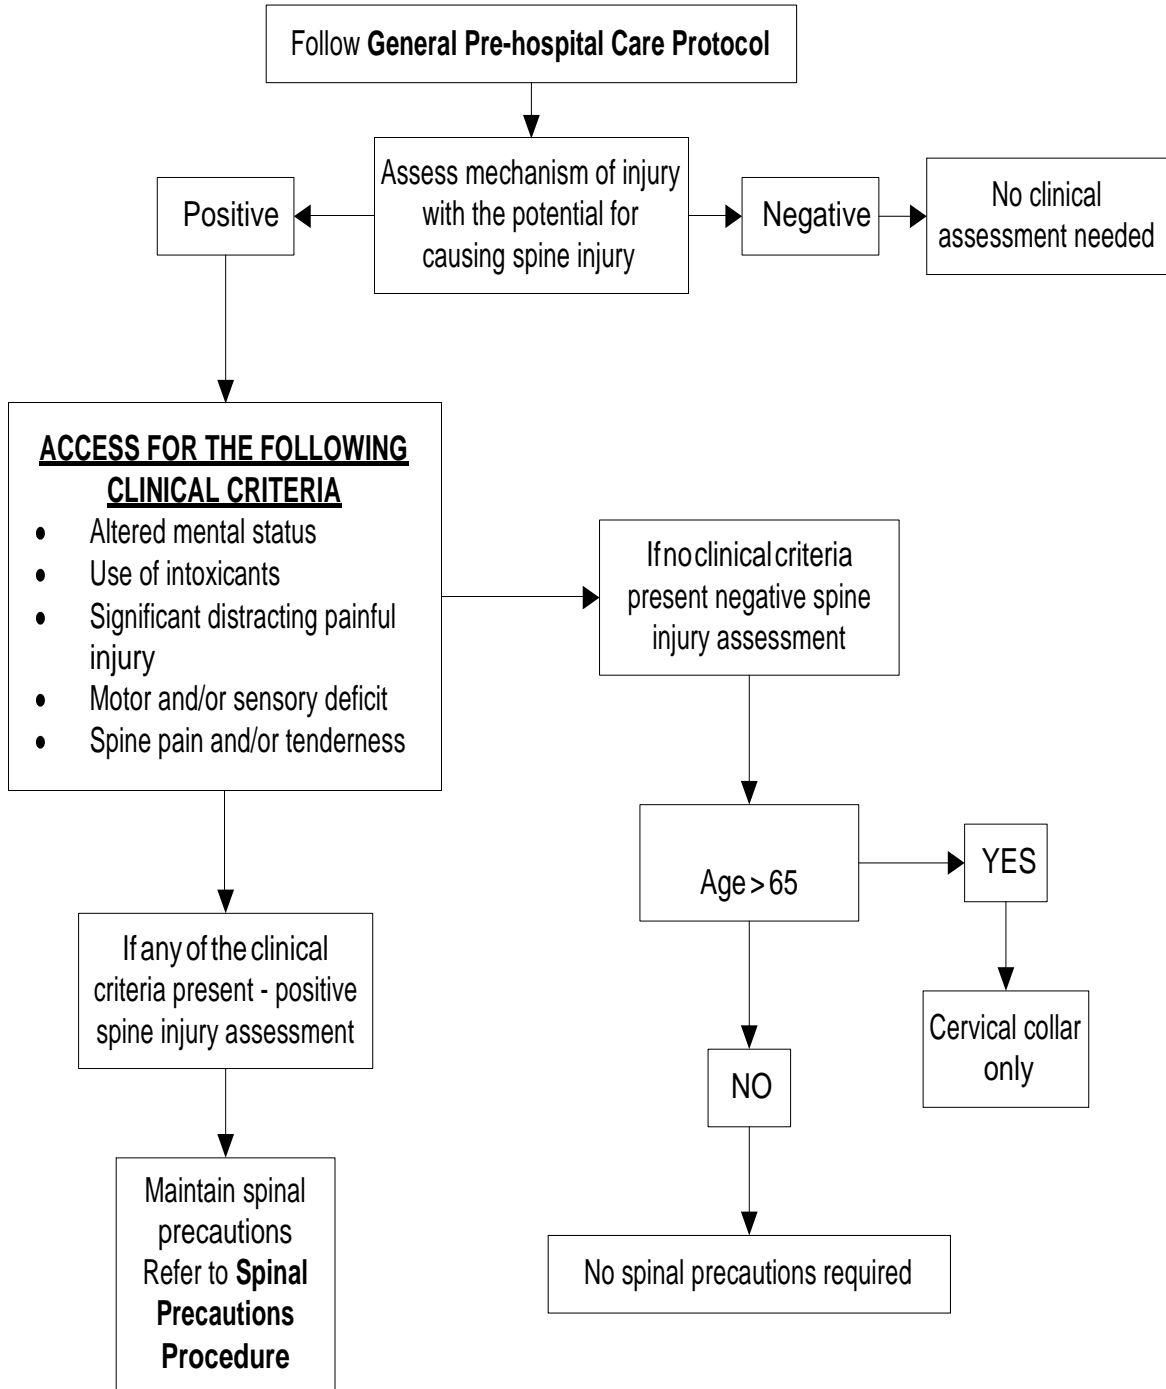 Follow General Pre-hospital Care Protocol
Assess mechanism of injury
with the potential for
causing spine injury
Positive
Negative
No clinical
assessment needed
ACCESS FOR THE FOLLOWING
CLINICAL CRITERIA
• Altered mental status
• Use of intoxicants
• Significant distracting painful
injury
• Motor and/or sensory deficit
• Spine pain and/or tenderness
If no clinical criteria
present negative spine
injury assessment
Age > 65
YES
If any of the clinical
criteria present - positive
spine injury assessment
Cervical collar
only
NO
Maintain spinal
precautions
Refer to Spinal
Precautions
Procedure
No spinal precautions required